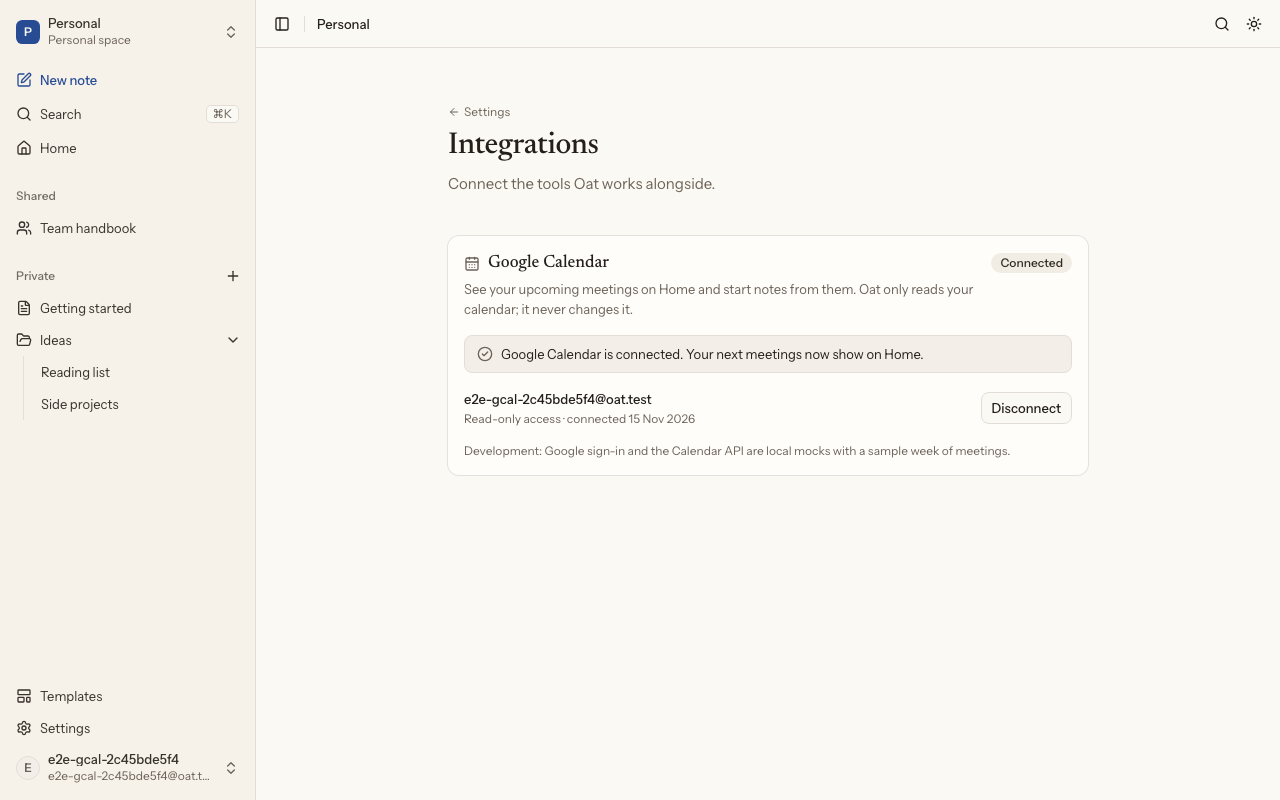 P
Personal
Personal space
New note
Search
⌘K
Home
Shared
Team handbook
Private
Getting started
Ideas
Reading list
Side projects
Templates
Settings
E
e2e-gcal-2c45bde5f4
e2e-gcal-2c45bde5f4@oat.t…
Personal
Settings
Integrations
Connect the tools Oat works alongside.
Google Calendar
Connected
See your upcoming meetings on Home and start notes from them. Oat only reads your
calendar; it never changes it.
Google Calendar is connected. Your next meetings now show on Home.
e2e-gcal-2c45bde5f4@oat.test
Read-only access · connected 15 Nov 2026
Disconnect
Development: Google sign-in and the Calendar API are local mocks with a sample week of meetings.